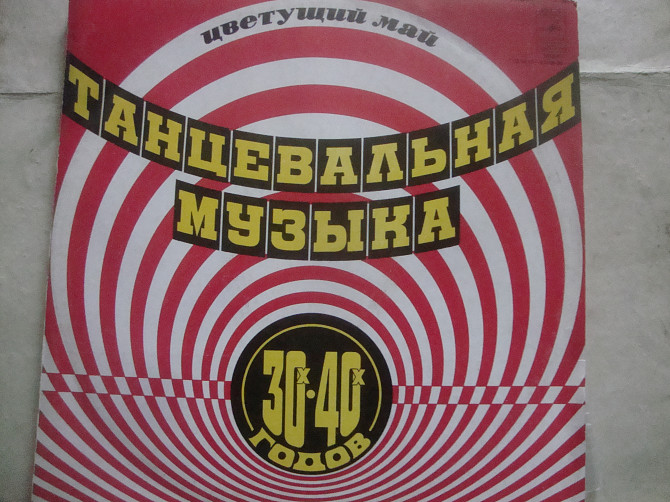 цветущий май
ТАНЦЕВАЛЬНАЯ
МУЗЫКА
30х·40х
ГОДОВ